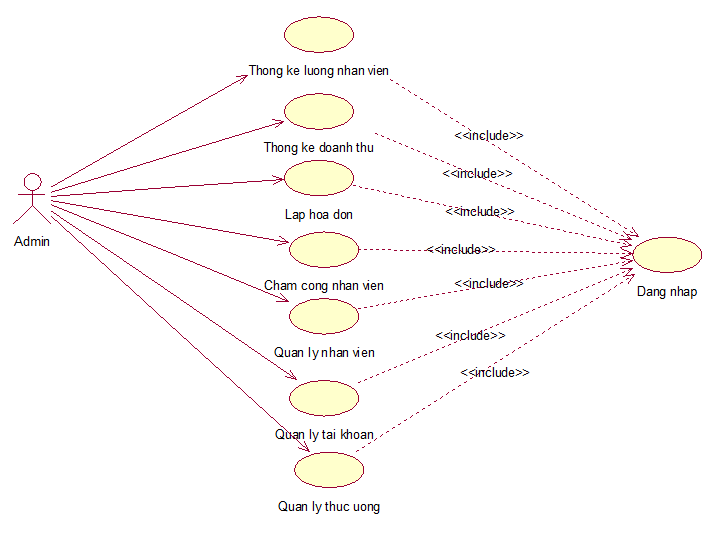 Thong ke luong nhan vien
<<include>>
Thong ke doanh thu
<<include>>
Lap hoa don
<<include>>
Admin
<<include>>
Cham cong nhan vien
<<include>>
Dang nhap
Quan ly nhan vien
<<include>>
<<include>>
Quan ly tai khoan
Quan ly thuc uong